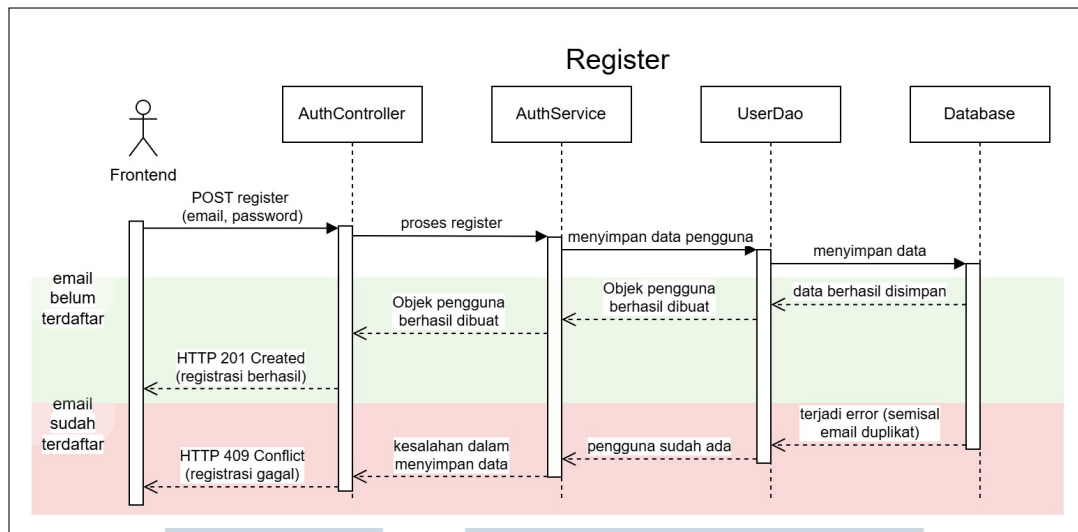 Register
AuthController
AuthService
UserDao
Database
Frontend
POST register
(email, password)
proses register
menyimpan data pengguna
menyimpan data
email
belum
terdaftar
data berhasil disimpan
Objek pengguna
berhasil dibuat
Objek pengguna
berhasil dibuat
HTTP 201 Created
(registrasi berhasil)
email
sudah
terdaftar
terjadi error (semisal
email duplikat)
pengguna sudah ada
kesalahan dalam
menyimpan data
HTTP 409 Conflict
(registrasi gagal)